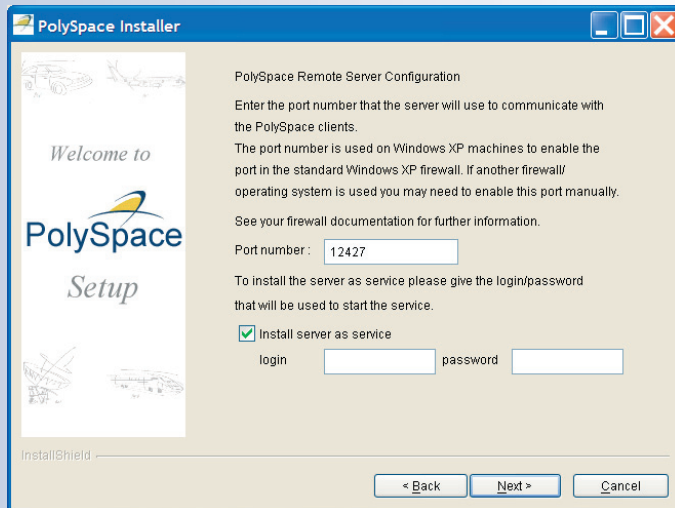 PolySpace Installer
Welcome to
PolySpace
Setup
PolySpace Remote Server Configuration
Enter the port number that the server will use to communicate with
the PolySpace clients.
The port number is used on Windows XP machines to enable the
port in the standard Windows XP firewall. If another firewall/
operating system is used you may need to enable this port manually.
See your firewall documentation for further information.
Port number : 12427
To install the server as service please give the login/password
that will be used to start the service.
Install server as service
login password
InstallShield
< Back Next > Cancel